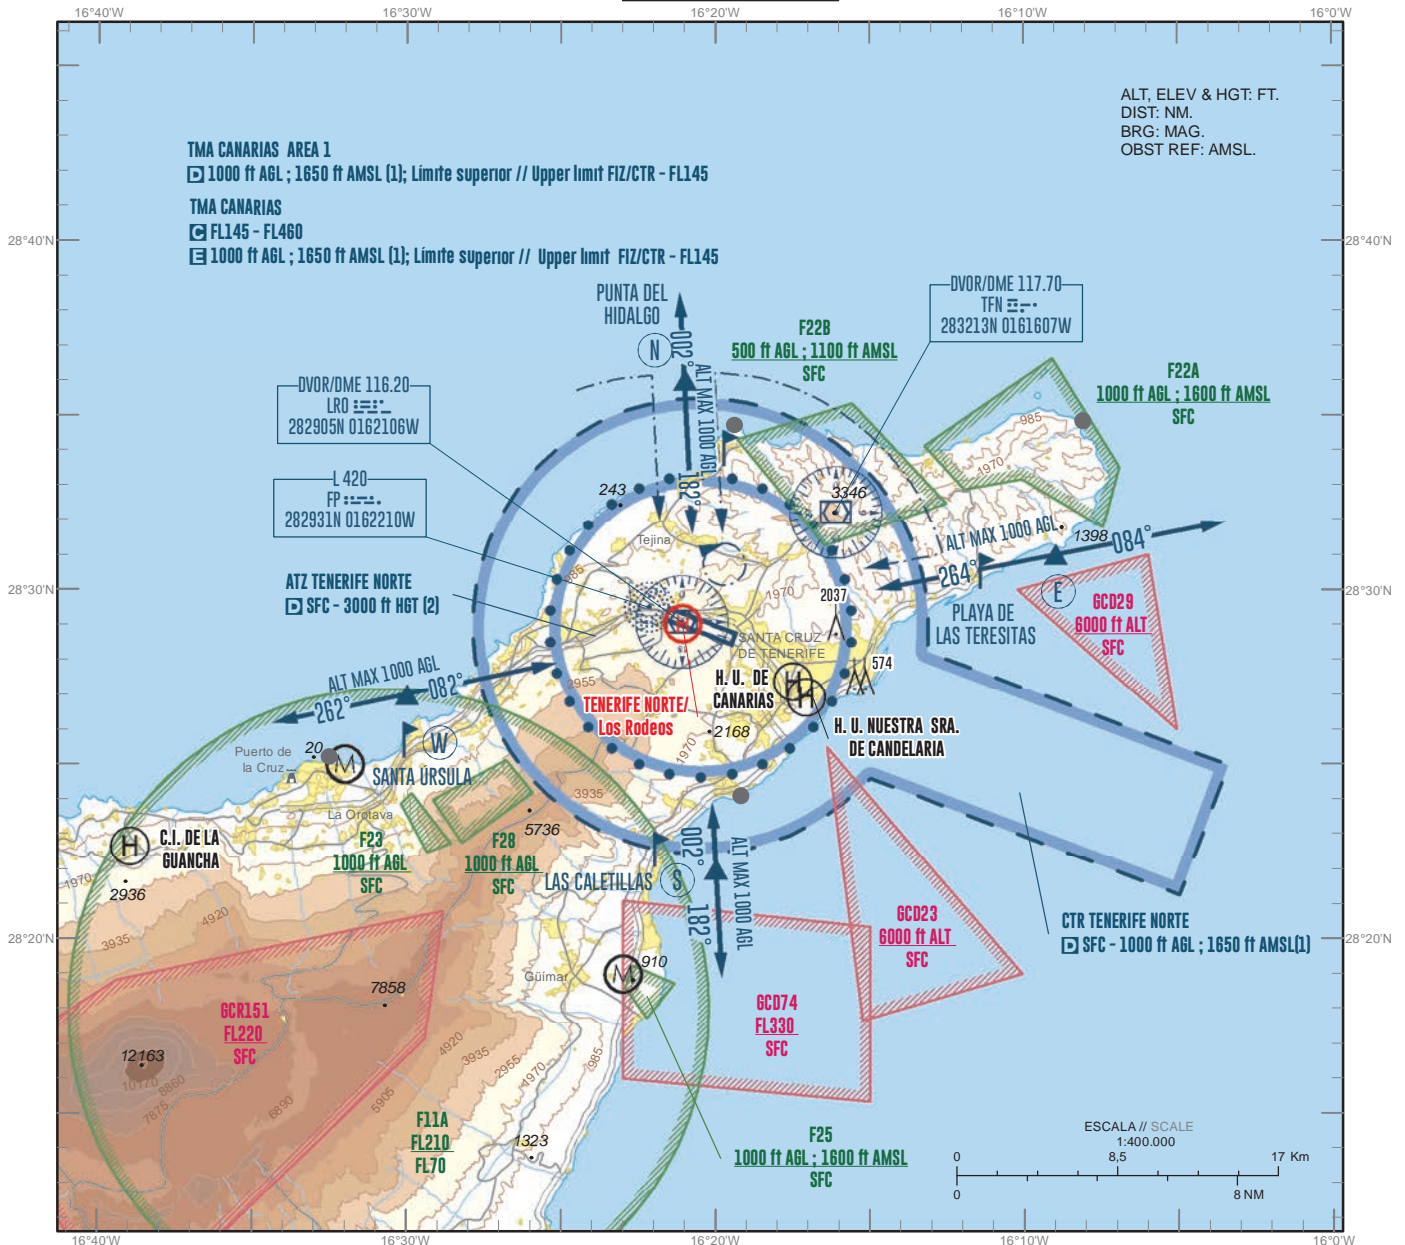 16°40'W
16°30'W
16°20'W
16°10'W
16°0'W
ALT, ELEV & HGT: FT.
DIST: NM.
BRG: MAG.
OBST REF: AMSL.
TMA CANARIAS AREA 1
D 1000 ft AGL ; 1650 ft AMSL (1); Límite superior // Upper limit FIZ/CTR - FL145
TMA CANARIAS
C FL145 - FL460
E 1000 ft AGL ; 1650 ft AMSL (1); Límite superior // Upper limit FIZ/CTR - FL145
28°40'N
28°40'N
PUNTA DEL
HIDALGO
N
002°
182°
ALT MAX 1000 AGL
DVOR/DME 117.70
TFN
283213N 0161607W
F22B
500 ft AGL ; 1100 ft AMSL
SFC
F22A
1000 ft AGL ; 1600 ft AMSL
SFC
DVOR/DME 116.20
LRO
282905N 0162106W
L 420
FP
282931N 0162210W
985
1970
243
3346
Tejina
1398
ALT MAX 1000 AGL
264°
084°
985
ATZ TENERIFE NORTE
D SFC - 3000 ft HGT (2)
28°30'N
28°30'N
1970
2037
E
PLAYA DE
LAS TERESITAS
GCD29
6000 ft ALT
SFC
SANTA CRUZ
DE TENERIFE
574
ALT MAX 1000 AGL
262°
082°
2955
H. U. DE
CANARIAS
H
H
TENERIFE NORTE/
Los Rodeos
2168
1970
H. U. NUESTRA SRA.
DE CANDELARIA
W
20
Puerto de
la Cruz
M
SANTA ÚRSULA
3935
La Orotava
5736
H
C.I. DE LA
GUANCHA
F23
1000 ft AGL
SFC
F28
1000 ft AGL
SFC
LAS CALETILLAS
S
002°
182°
ALT MAX 1000 AGL
1970
2936
4920
3935
28°20'N
28°20'N
GCD23
6000 ft ALT
SFC
CTR TENERIFE NORTE
D SFC - 1000 ft AGL ; 1650 ft AMSL(1)
Güímar
M
910
7858
GCR151
FL220
SFC
GCD74
FL330
SFC
12163
10170
8860
7875
6890
5905
4920
3935
2955
1970
985
F11A
FL210
FL70
1323
F25
1000 ft AGL ; 1600 ft AMSL
SFC
ESCALA // SCALE
1:400.000
0
8,5
17 Km
0
8 NM
16°40'W
16°30'W
16°20'W
16°10'W
16°0'W